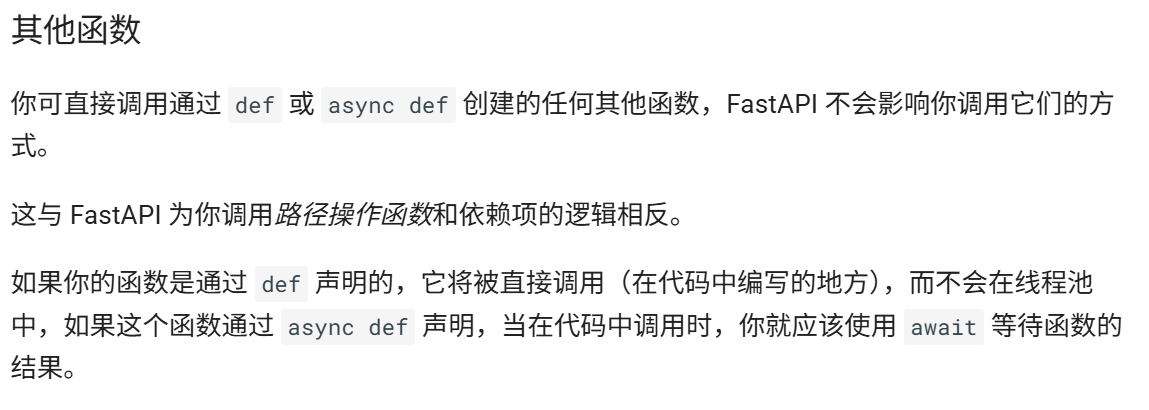 其他函数
你可直接调用通过 def 或 async def 创建的任何其他函数，FastAPI 不会影响你调用它们的方
式。
这与 FastAPI 为你调用路径操作函数和依赖项的逻辑相反。
如果你的函数是通过 def 声明的，它将被直接调用（在代码中编写的地方），而不会在线程池
中，如果这个函数通过 async def 声明，当在代码中调用时，你就应该使用 await 等待函数的
结果。